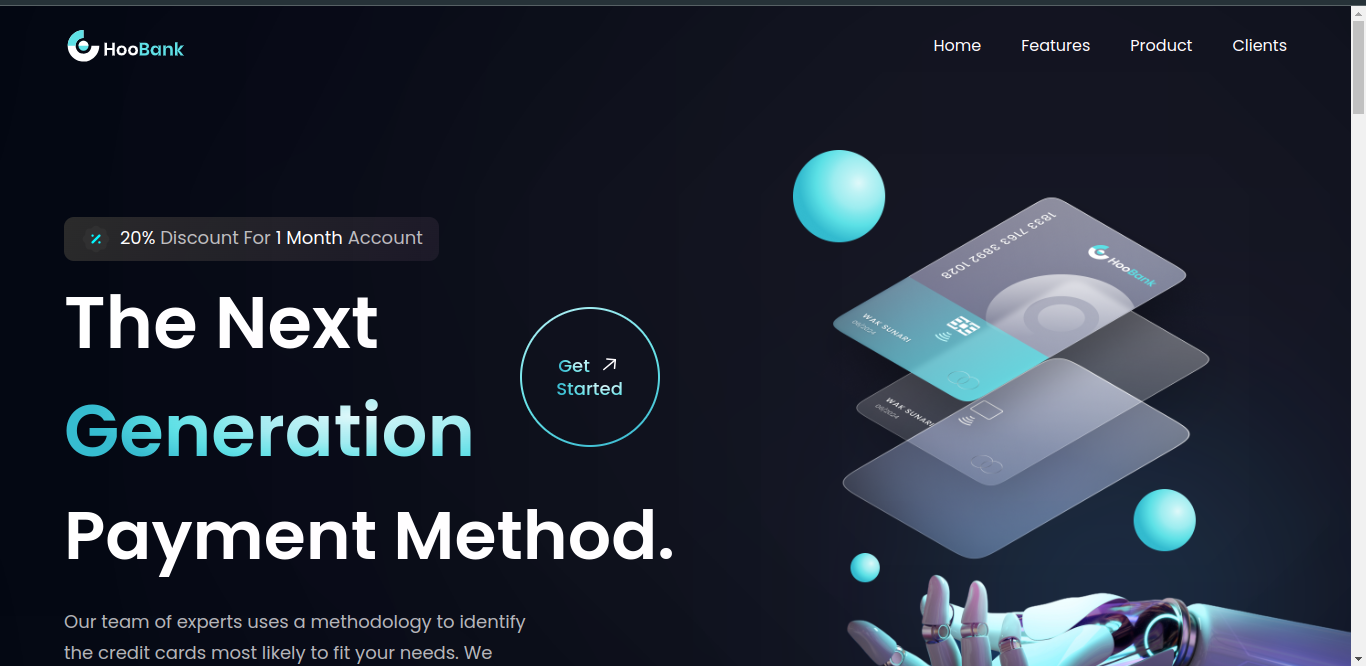 HooBank
Home
Features
Product
Clients
20% Discount For 1 Month Account
The Next
Generation
Payment Method.
Get
Started
Our team of experts uses a methodology to identify
the credit cards most likely to fit your needs. We
1833 7163 3892 1028
HooBank
WAK SUNARI
09/2024
WAK SUNARI
09/2024